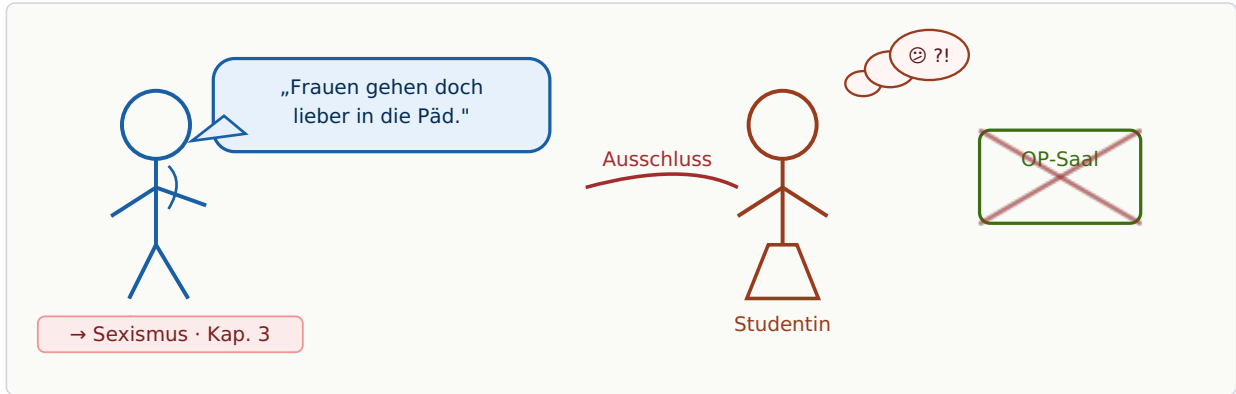 „Frauen gehen doch
lieber in die Päd."
😕 ?!
Ausschluss
OP-Saal
Studentin
→ Sexismus · Kap. 3